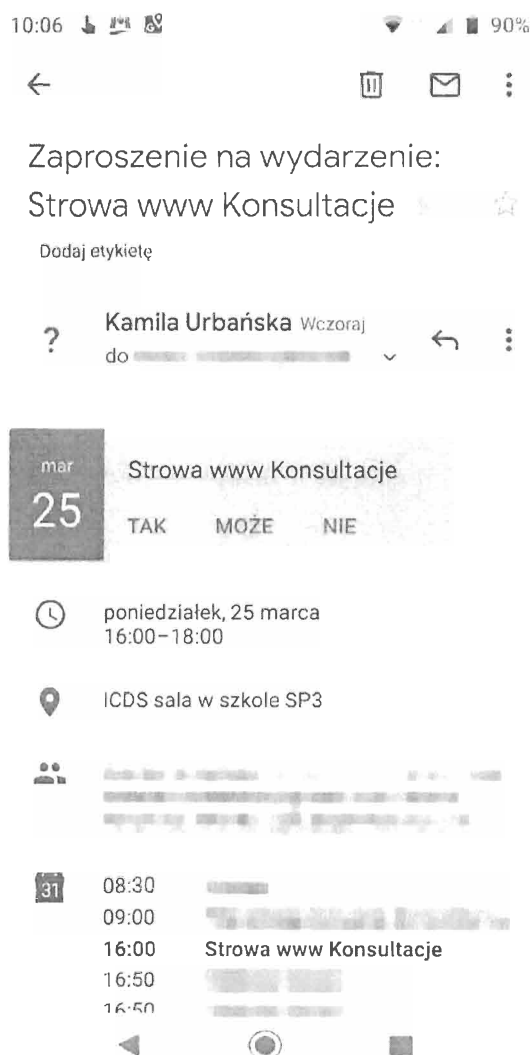 10:06
90%
Zaproszenie na wydarzenie:
Strowa www Konsultacje
Dodaj etykietę
?
Kamila Urbańska Wczoraj
do
mar
25
Strowa www Konsultacje
TAK MOŻE NIE
poniedziałek, 25 marca
16:00–18:00
ICDS sala w szkole SP3
31
08:30
09:00
16:00 Strowa www Konsultacje
16:50
16:50